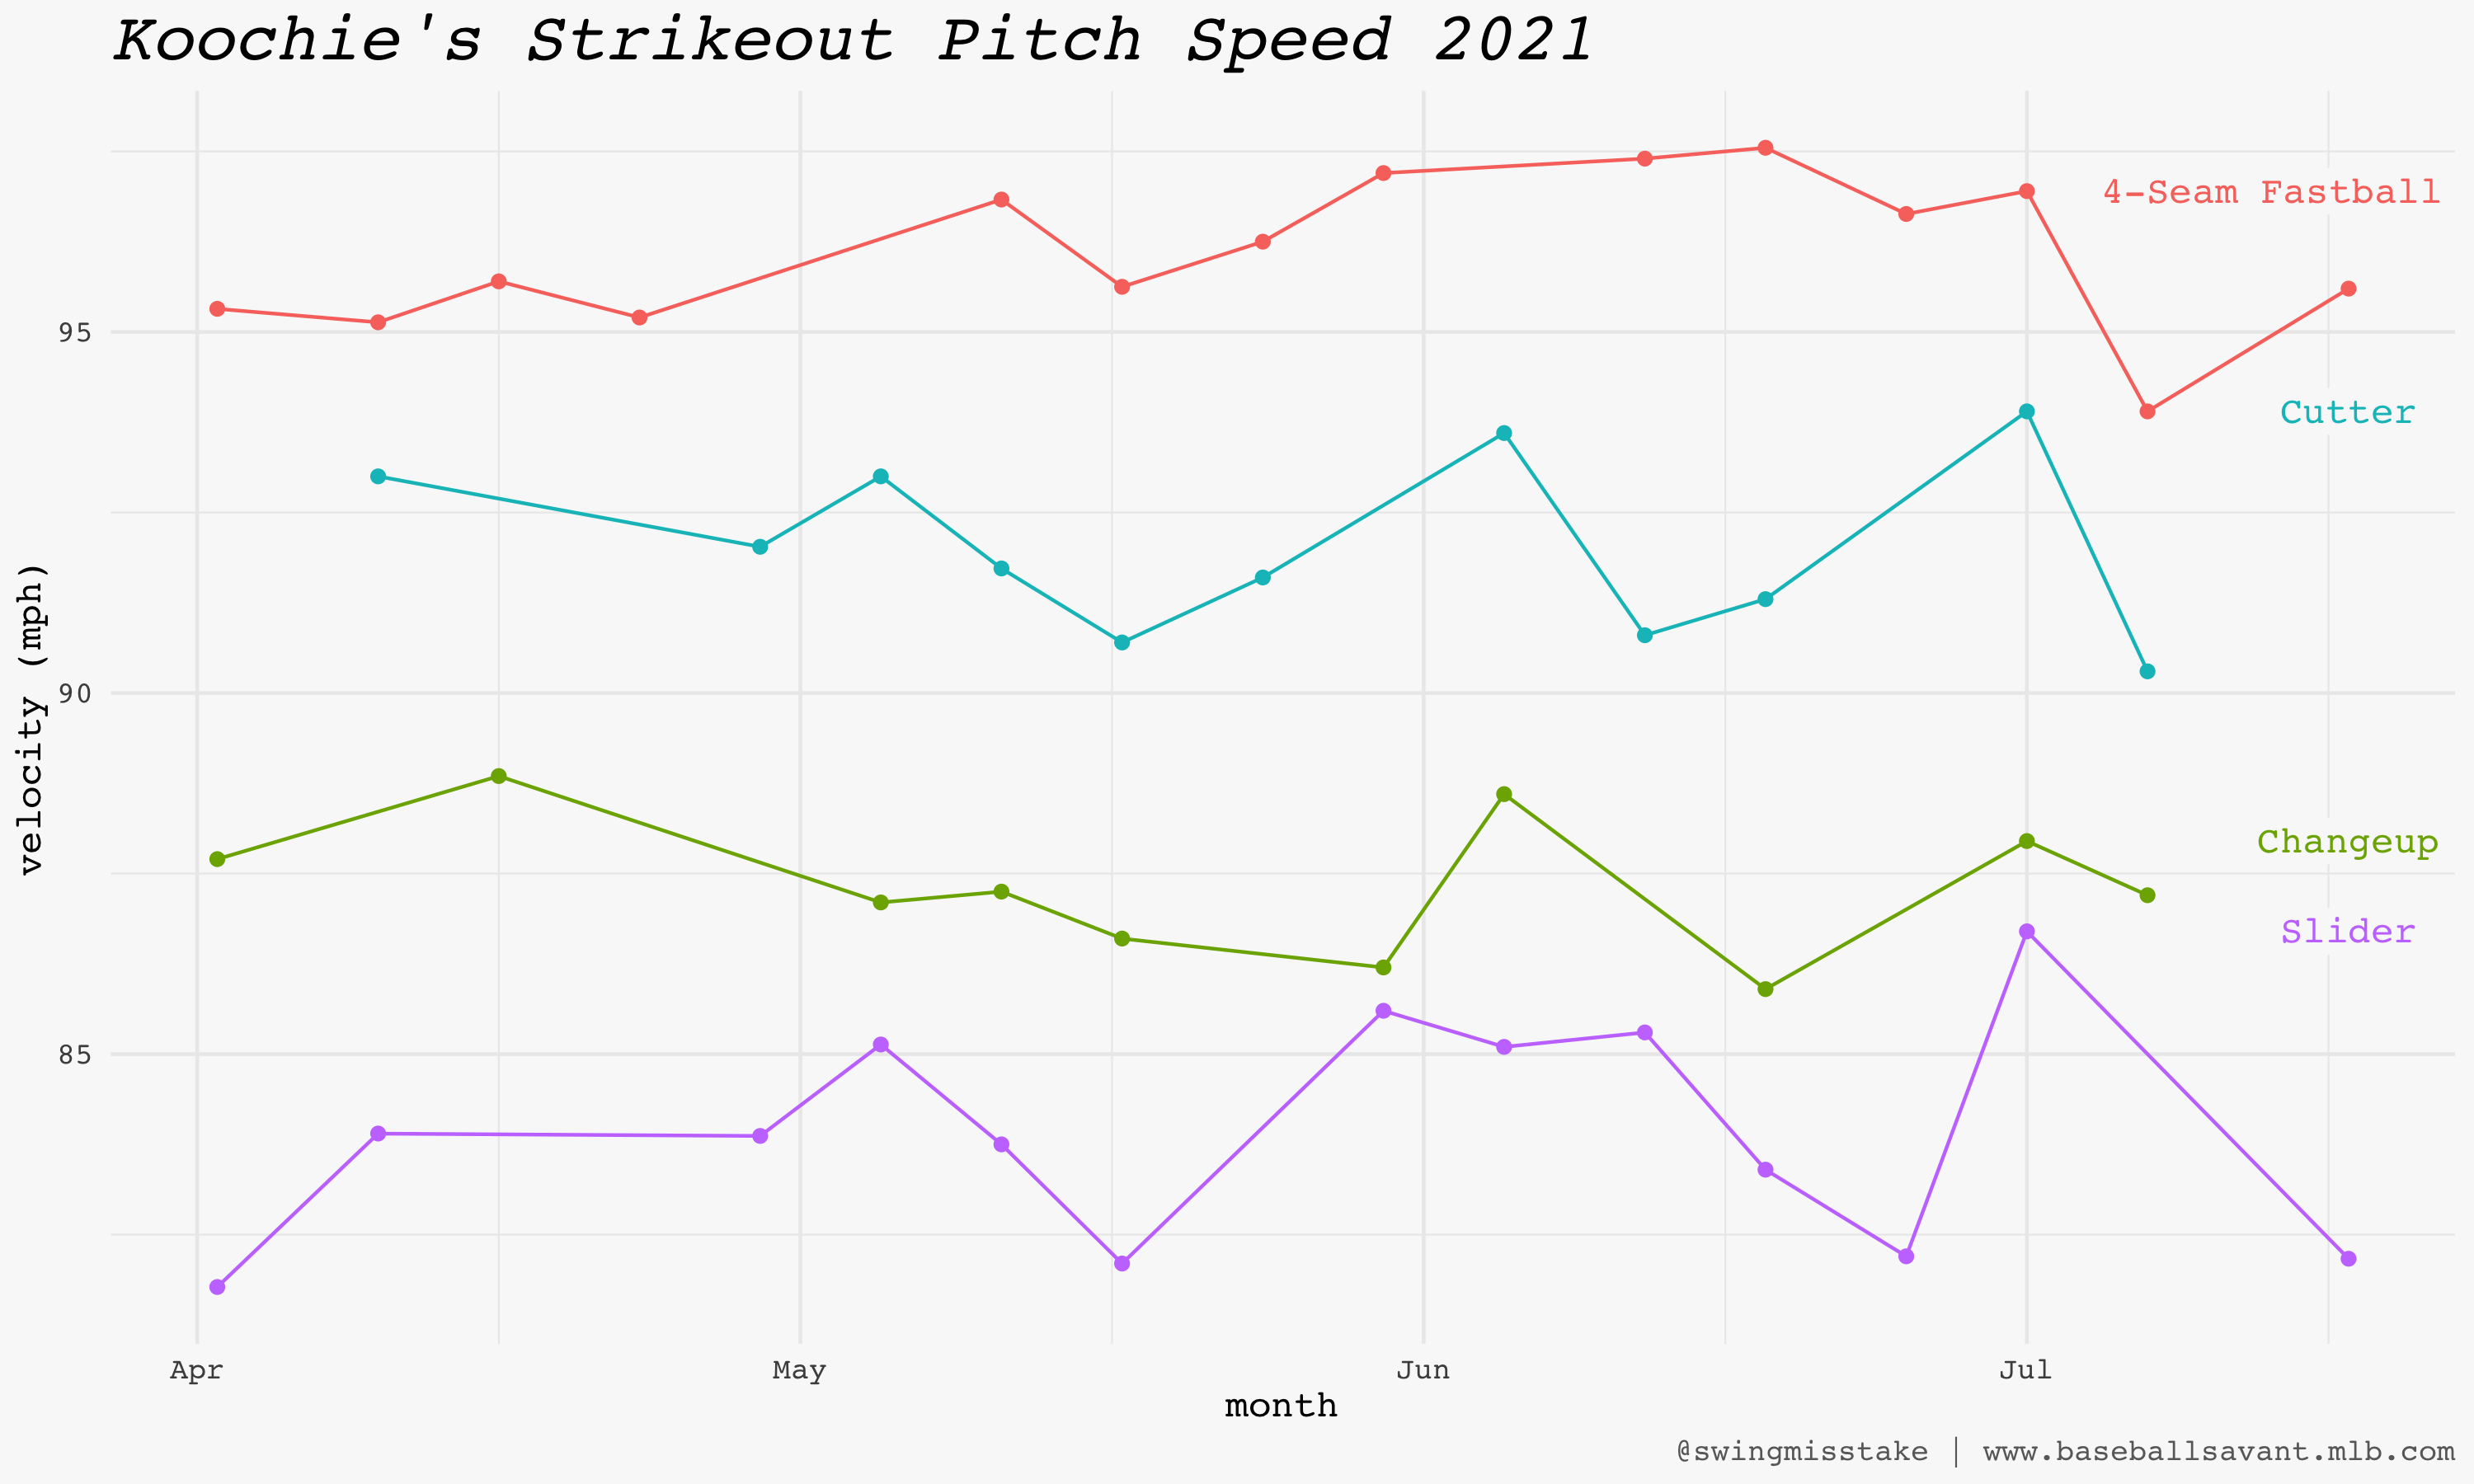 Koochie's Strikeout Pitch Speed 2021
4-Seam Fastball
95
Cutter
90
velocity (mph)
Changeup
Slider
85
Apr May Jun Jul
month
@swingmisstake | www.baseballsavant.mlb.com